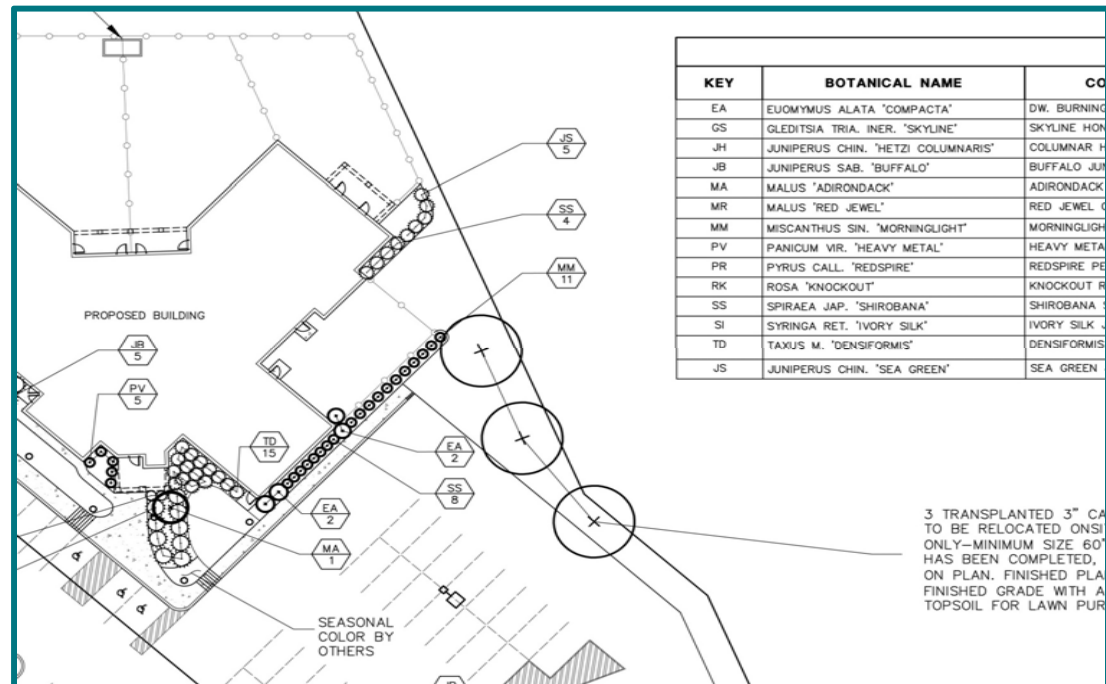 KEY BOTANICAL NAME CO
EA EUOMYMUS ALATA 'COMPACTA' DW. BURNING
GS GLEDITSIA TRIA. INER. 'SKYLINE' SKYLINE HON
JH JUNIPERUS CHIN. 'HETZI COLUMNARIS' COLUMNAR H
JB JUNIPERUS SAB. 'BUFFALO' BUFFALO JUN
MA MALUS 'ADIRONDACK' ADIRONDACK
MR MALUS 'RED JEWEL' RED JEWEL C
MM MISCANTHUS SIN. 'MORNINGLIGHT' MORNINGLIGH
PV PANICUM VIR. 'HEAVY METAL' HEAVY META
PR PYRUS CALL. 'REDSPIRE' REDSPIRE PE
RK ROSA 'KNOCKOUT' KNOCKOUT R
SS SPIRAEA JAP. 'SHIROBANA' SHIROBANA S
SI SYRINGA RET. 'IVORY SILK' IVORY SILK J
TD TAXUS M. 'DENSIFORMIS' DENSIFORMIS
JS JUNIPERUS CHIN. 'SEA GREEN' SEA GREEN
JS
5
SS
4
MM
11
PROPOSED BUILDING
JB
5
PV
5
TD
15
EA
2
SS
8
EA
2
MA
1
SEASONAL
COLOR BY
OTHERS
3 TRANSPLANTED 3" CA
TO BE RELOCATED ONSI
ONLY-MINIMUM SIZE 60"
HAS BEEN COMPLETED,
ON PLAN. FINISHED PLA
FINISHED GRADE WITH A
TOPSOIL FOR LAWN PUR